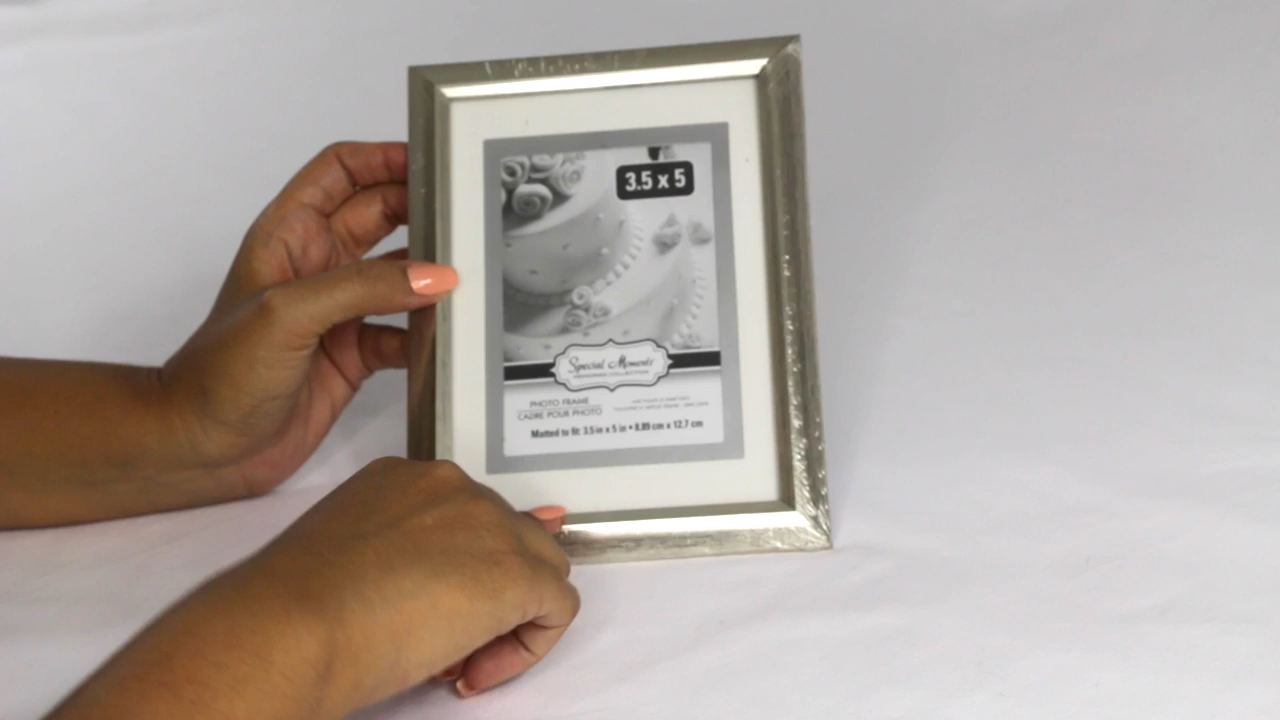 3.5 x 5
Special Moments
PHOTO FRAME
CADRE POUR PHOTO
Matted to fit: 3.5 in x 5 in • 8.89 cm x 12.7 cm